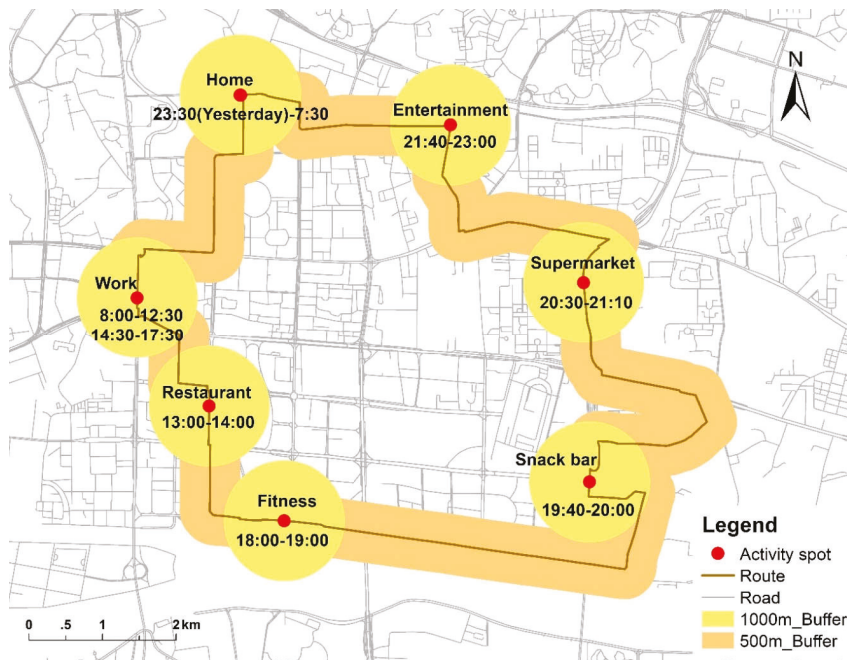 Home
23:30(Yesterday)-7:30
Entertainment
21:40-23:00
N
Work
8:00-12:30
14:30-17:30
Supermarket
20:30-21:10
Restaurant
13:00-14:00
Snack bar
19:40-20:00
Fitness
18:00-19:00
Legend
Activity spot
Route
Road
1000m_Buffer
500m_Buffer
0 .5 1 2 km